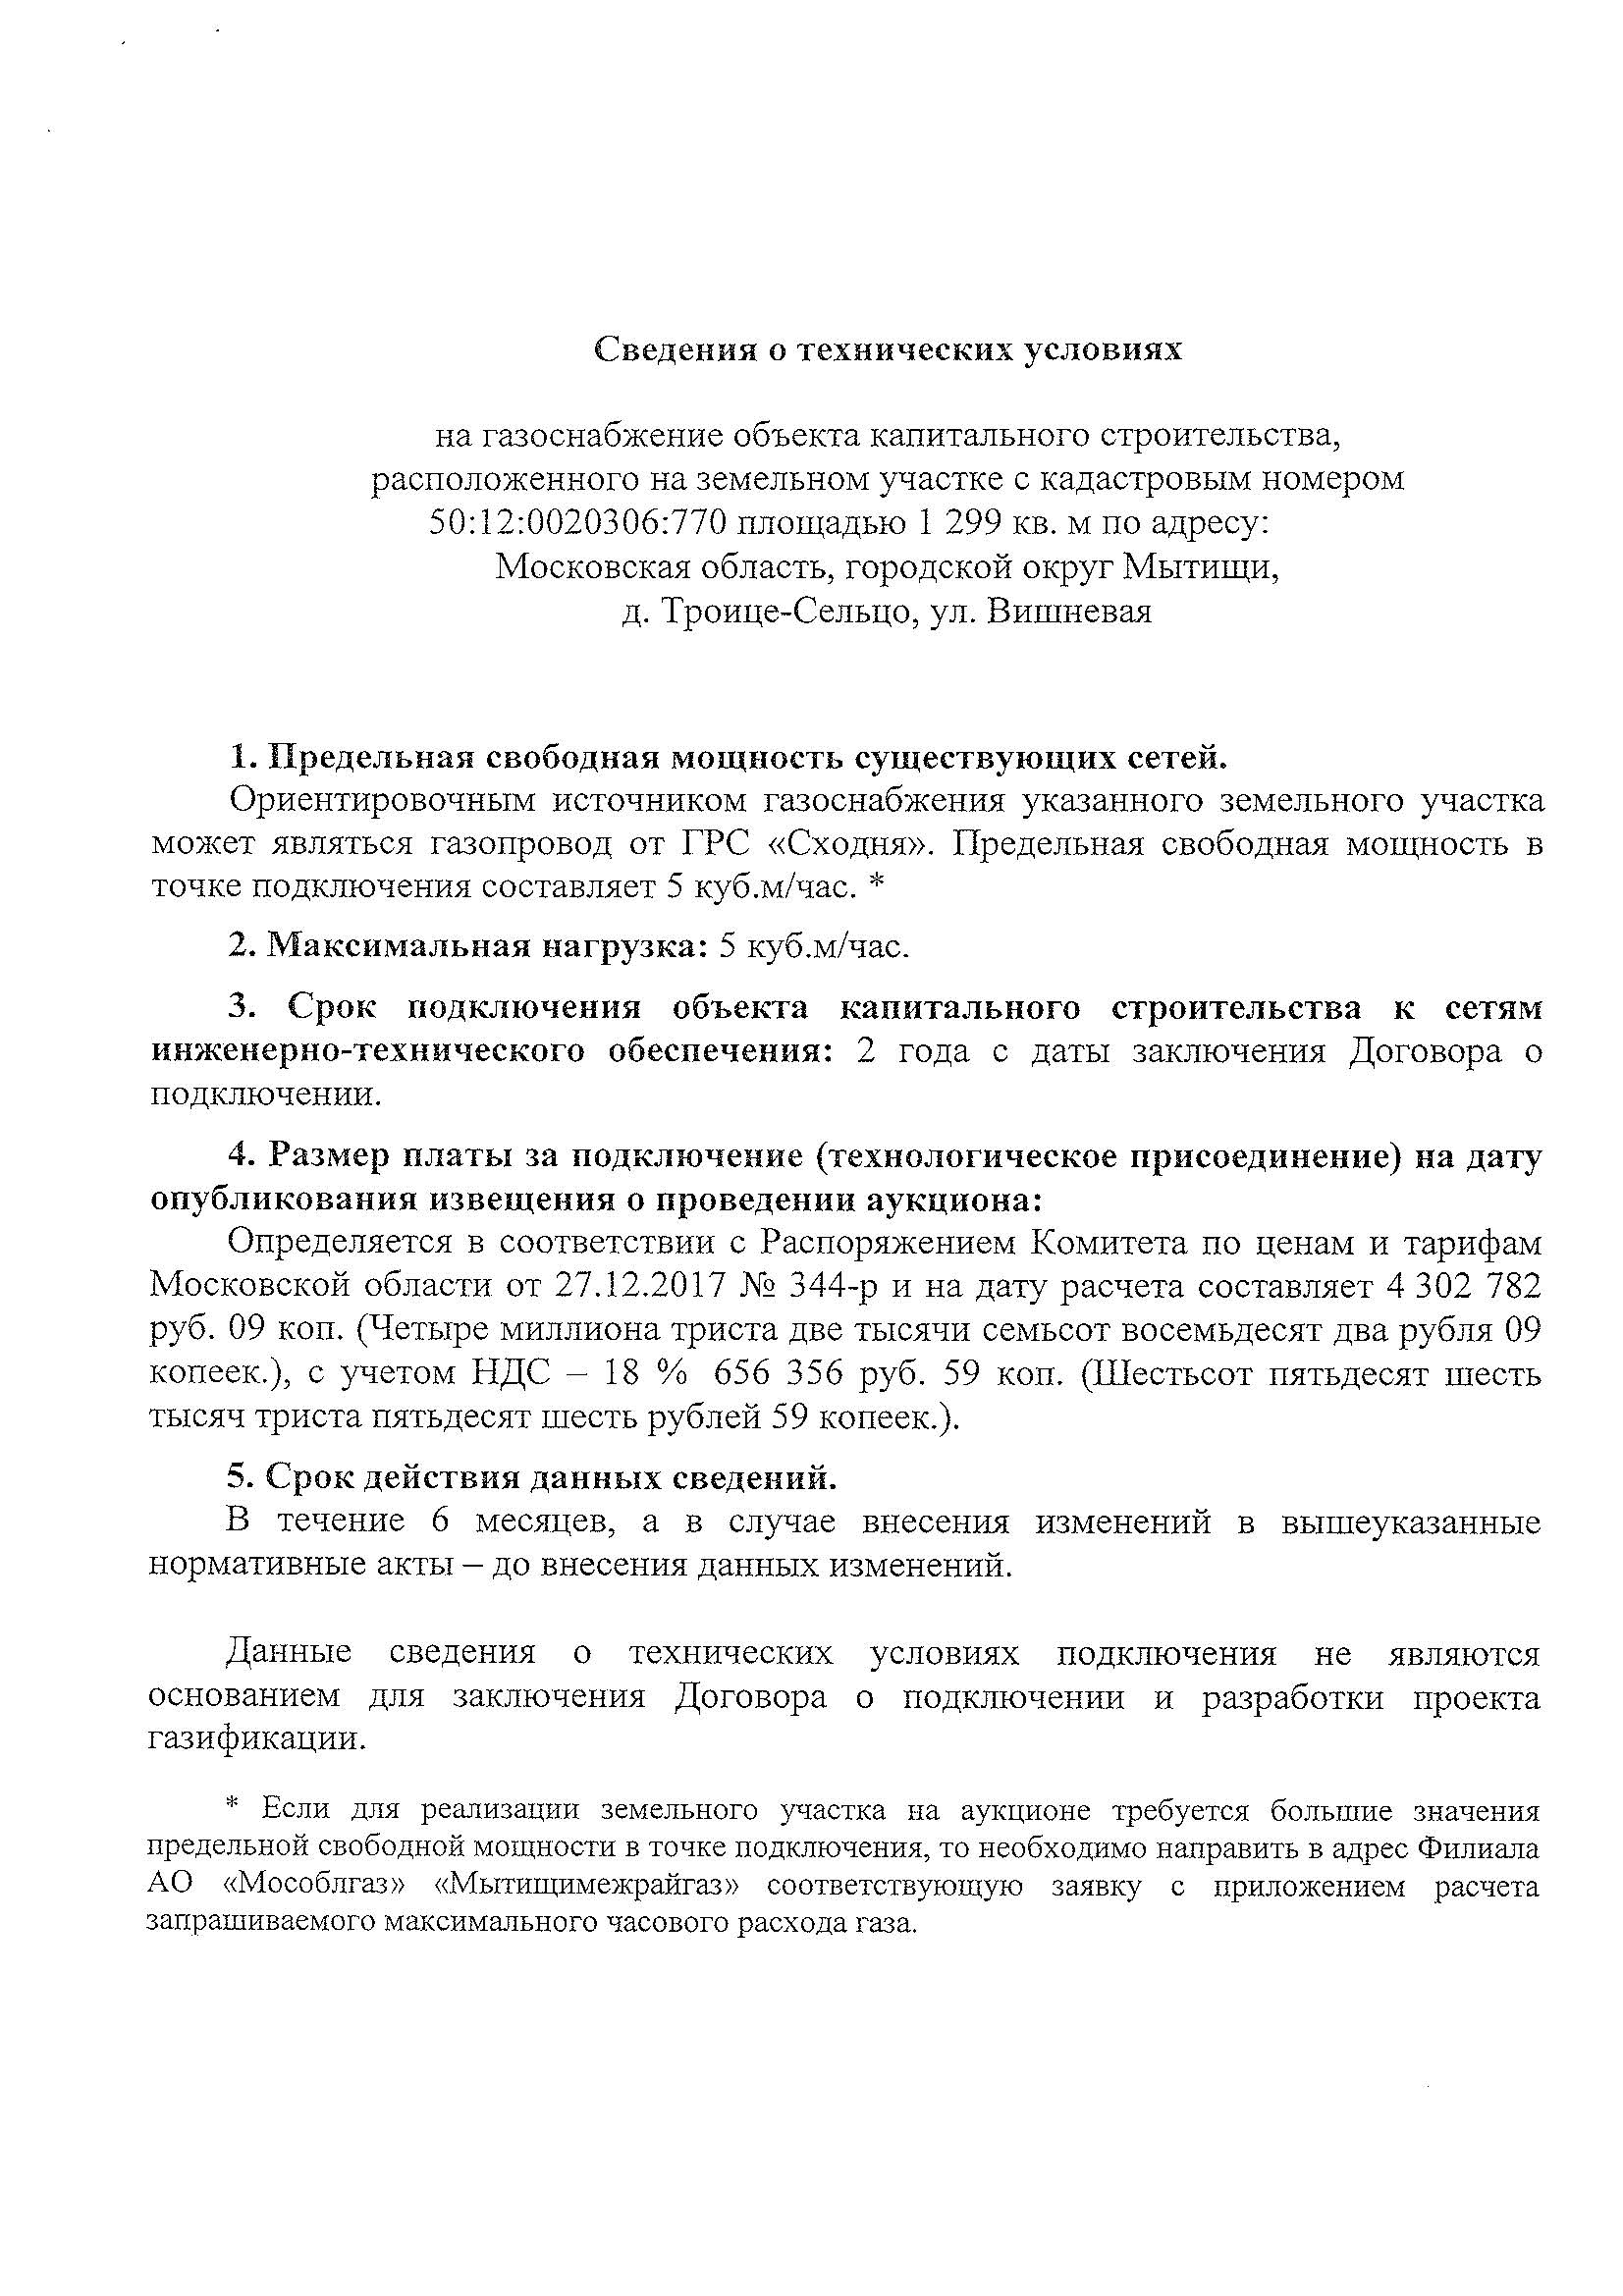 Сведения о технических условиях
на газоснабжение объекта капитального строительства,
расположенного на земельном участке с кадастровым номером
50:12:0020306:770 площадью 1 299 кв. м по адресу:
Московская область, городской округ Мытищи,
д. Троице-Сельцо, ул. Вишневая
1. Предельная свободная мощность существующих сетей.
Ориентировочным источником газоснабжения указанного земельного участка
может являться газопровод от ГРС «Сходня». Предельная свободная мощность в
точке подключения составляет 5 куб.м/час. *
2. Максимальная нагрузка: 5 куб.м/час.
3. Срок подключения объекта капитального строительства к сетям
инженерно-технического обеспечения: 2 года с даты заключения Договора о
подключении.
4. Размер платы за подключение (технологическое присоединение) на дату
опубликования извещения о проведении аукциона:
Определяется в соответствии с Распоряжением Комитета по ценам и тарифам
Московской области от 27.12.2017 № 344-р и на дату расчета составляет 4 302 782
руб. 09 коп. (Четыре миллиона триста две тысячи семьсот восемьдесят два рубля 09
копеек.), с учетом НДС – 18 % 656 356 руб. 59 коп. (Шестьсот пятьдесят шесть
тысяч триста пятьдесят шесть рублей 59 копеек.).
5. Срок действия данных сведений.
В течение 6 месяцев, а в случае внесения изменений в вышеуказанные
нормативные акты – до внесения данных изменений.
Данные сведения о технических условиях подключения не являются
основанием для заключения Договора о подключении и разработки проекта
газификации.
* Если для реализации земельного участка на аукционе требуется большие значения
предельной свободной мощности в точке подключения, то необходимо направить в адрес Филиала
АО «Мособлгаз» «Мытищимежрайгаз» соответствующую заявку с приложением расчета
запрашиваемого максимального часового расхода газа.